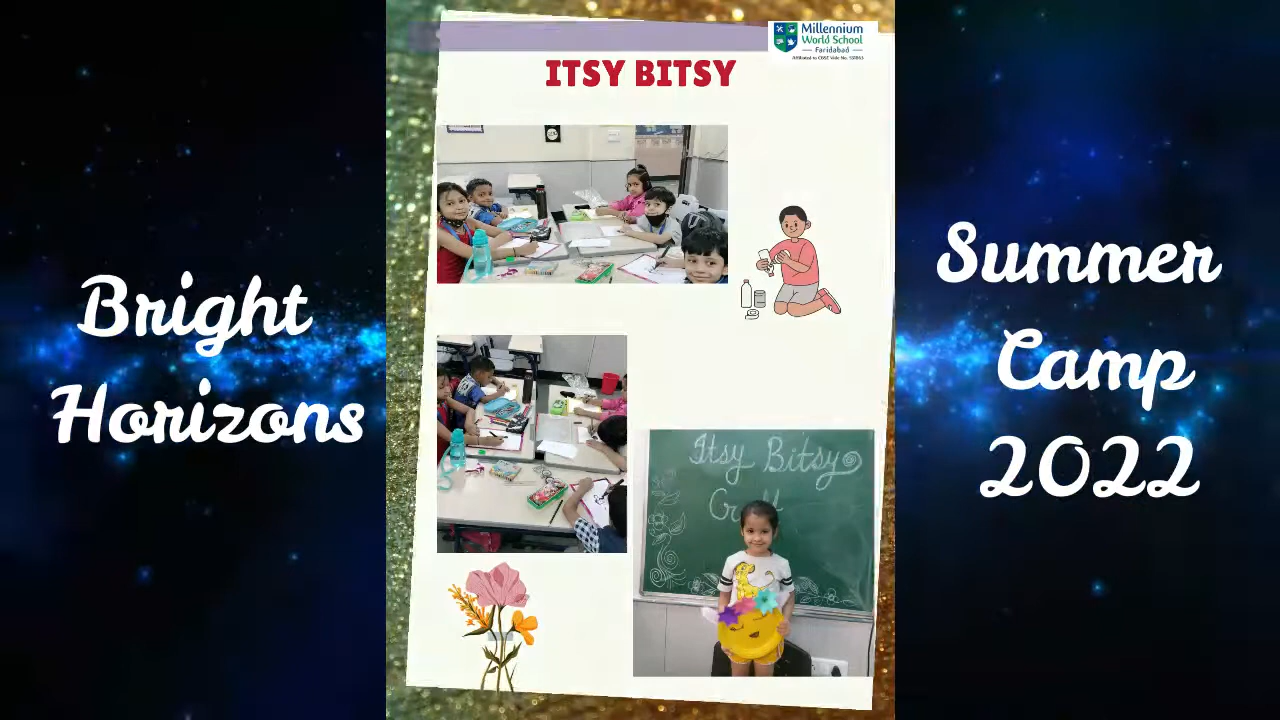 Bright
Horizons
Millennium
World School
Faridabad
ITSY BITSY
Itsy Bitsy
Summer
Camp
2022